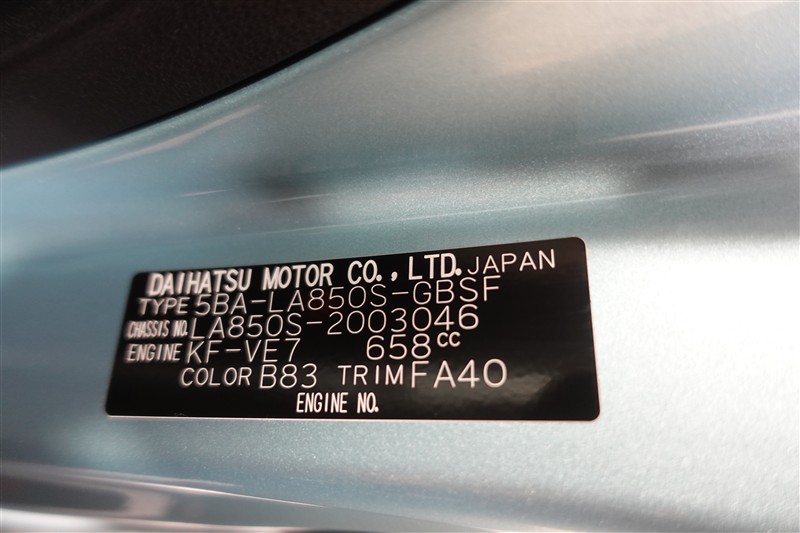 DAIHATSU MOTOR CO., LTD. JAPAN
TYPE 5BA-LA850S-GBSF
CHASSIS NO. LA850S-2003046
ENGINE KF-VE7 658CC
COLOR B83 TRIM FA40
ENGINE NO.